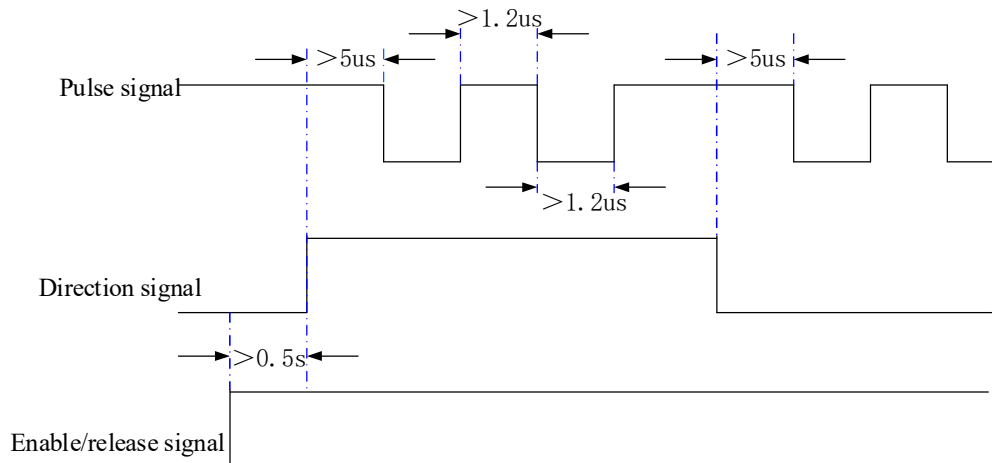 >1.2us
>5us
>5us
Pulse signal
>1.2us
Direction signal
>0.5s
Enable/release signal